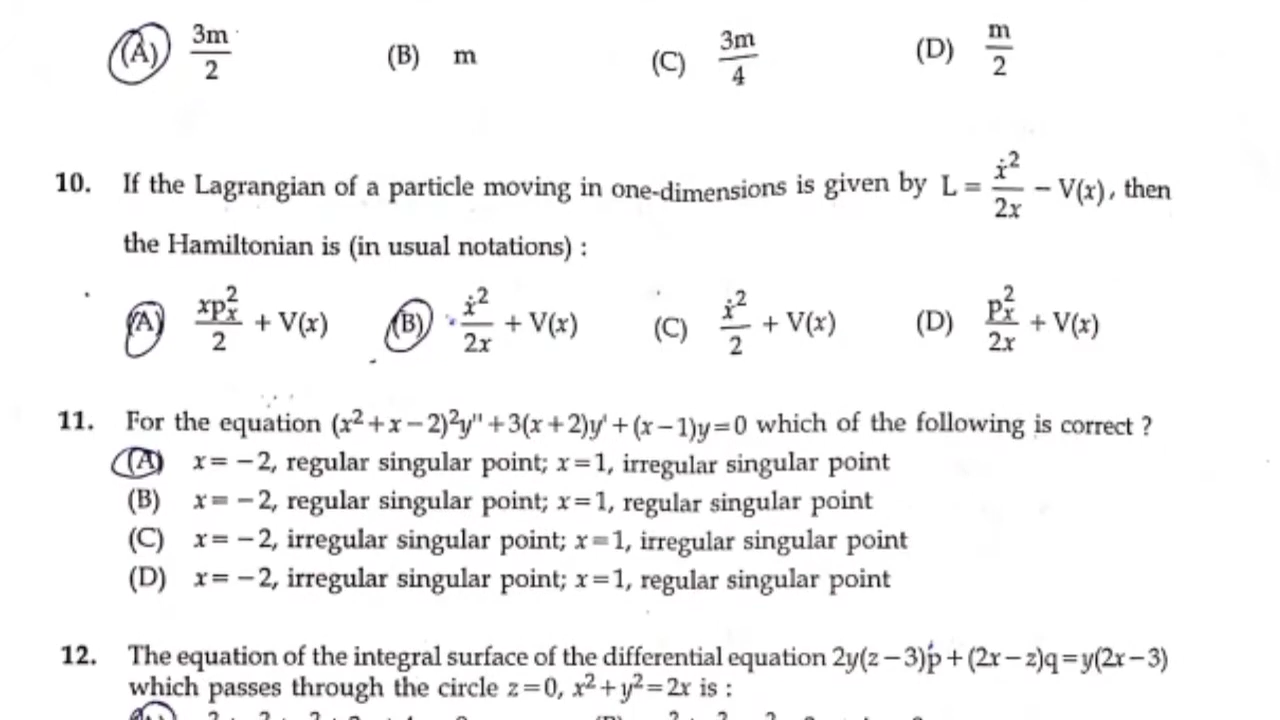 (A) 3m/2 (B) m (C) 3m/4 (D) m/2
10. If the Lagrangian of a particle moving in one-dimensions is given by L = ẋ²/2x − V(x), then
the Hamiltonian is (in usual notations) :
(A) xpₓ²/2 + V(x) (B) ẋ²/2x + V(x) (C) ẋ²/2 + V(x) (D) pₓ²/2x + V(x)
11. For the equation (x²+x−2)²y"+3(x+2)y'+(x−1)y=0 which of the following is correct ?
(A) x= −2, regular singular point; x=1, irregular singular point
(B) x= −2, regular singular point; x=1, regular singular point
(C) x= −2, irregular singular point; x=1, irregular singular point
(D) x= −2, irregular singular point; x=1, regular singular point
12. The equation of the integral surface of the differential equation 2y(z−3)p+(2x−z)q=y(2x−3)
which passes through the circle z=0, x²+y²=2x is :